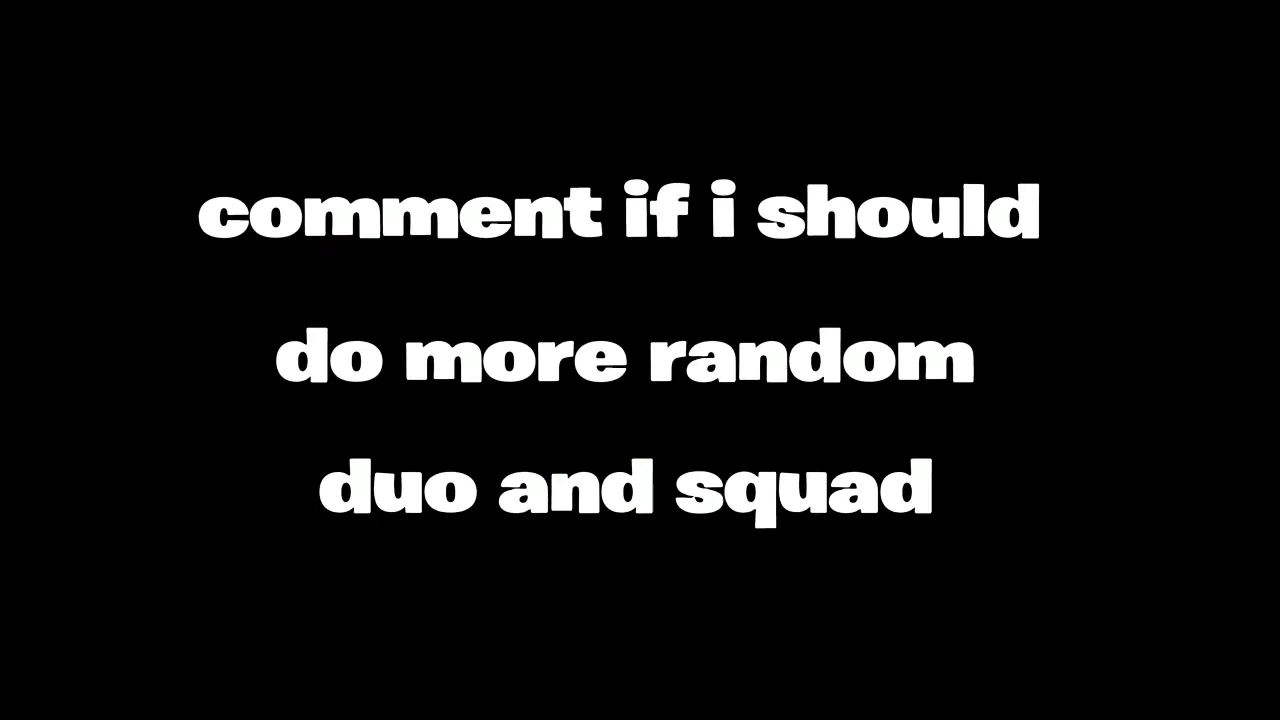 comment if i should
do more random
duo and squad